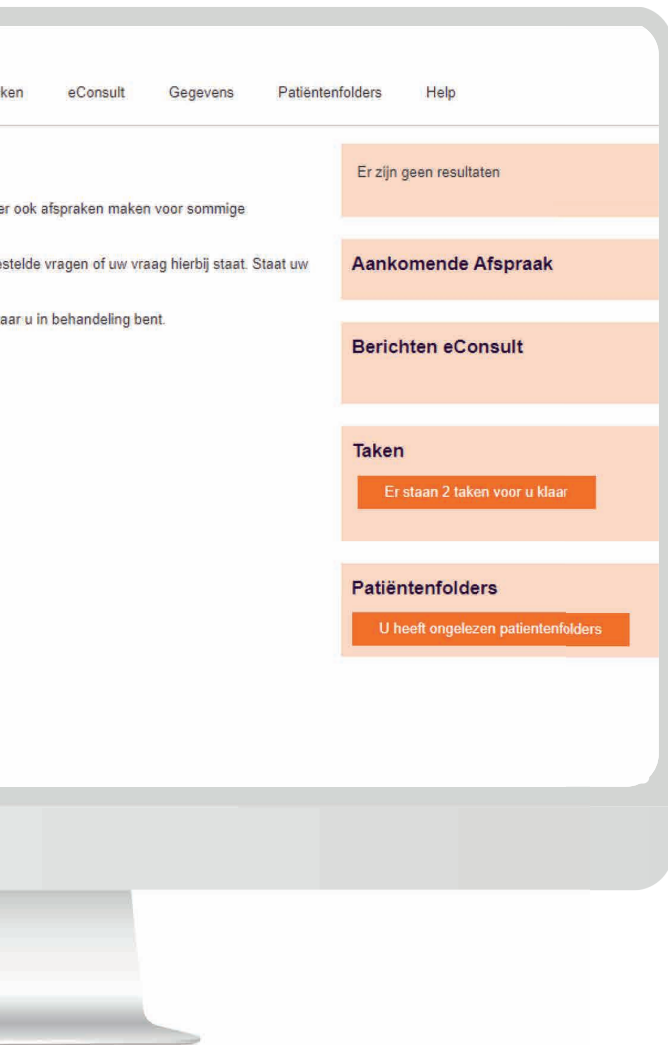 ken eConsult Gegevens Patiëntenfolders Help
er ook afspraken maken voor sommige
estelde vragen of uw vraag hierbij staat. Staat uw
aar u in behandeling bent.
Er zijn geen resultaten
Aankomende Afspraak
Berichten eConsult
Taken
Er staan 2 taken voor u klaar
Patiëntenfolders
U heeft ongelezen patientenfolders